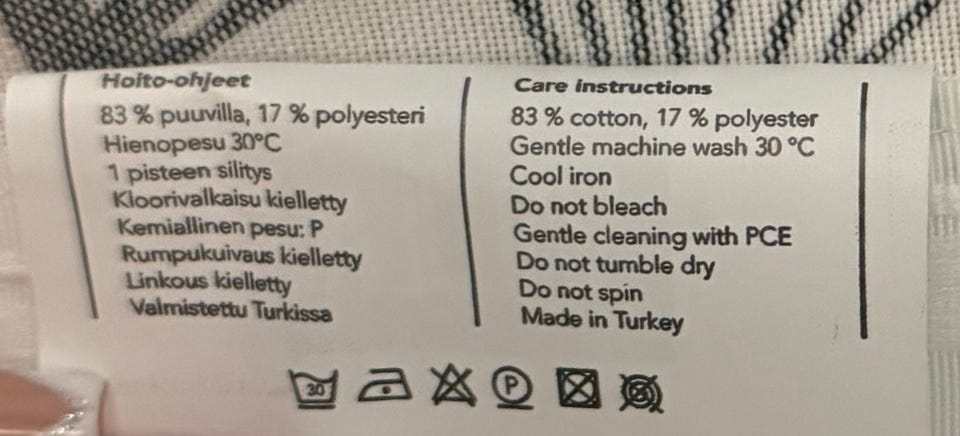 Hoito-ohjeet
83 % puuvilla, 17 % polyesteri
Hienopesu 30°C
1 pisteen silitys
Kloorivalkaisu kielletty
Kemiallinen pesu: P
Rumpukuivaus kielletty
Linkous kielletty
Valmistettu Turkissa
Care instructions
83 % cotton, 17 % polyester
Gentle machine wash 30 °C
Cool iron
Do not bleach
Gentle cleaning with PCE
Do not tumble dry
Do not spin
Made in Turkey
30 P